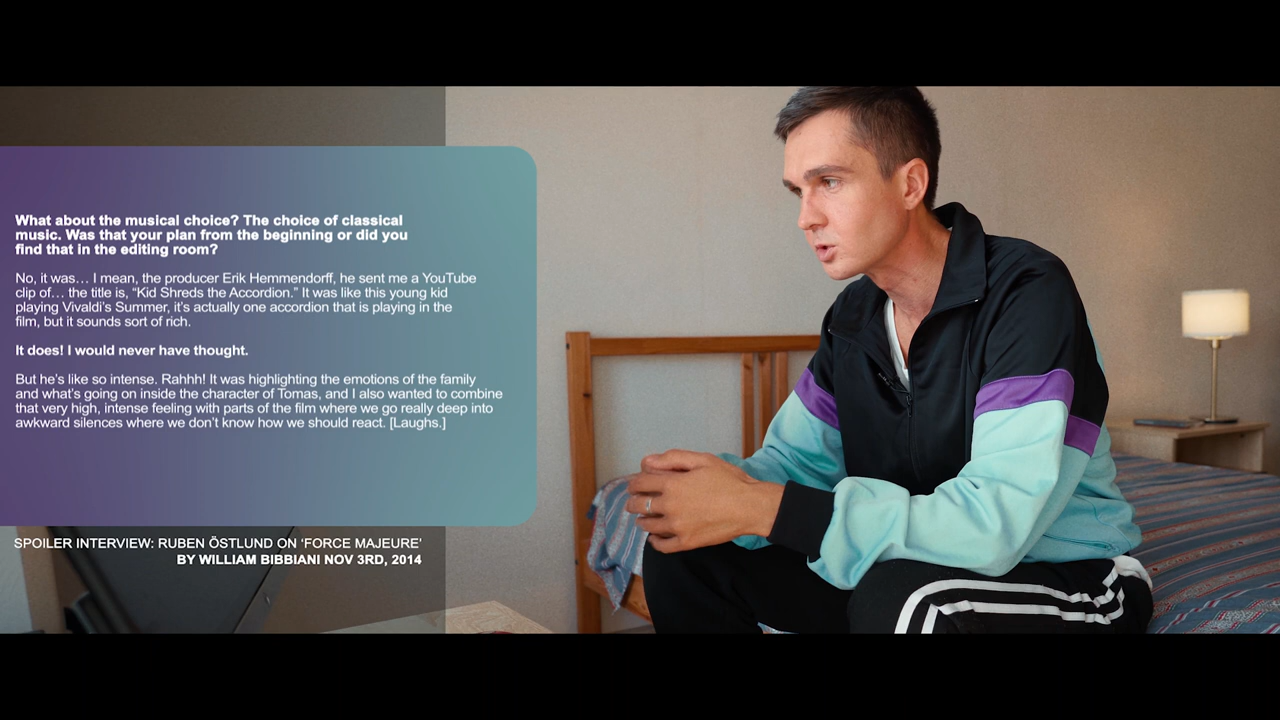 What about the musical choice? The choice of classical
music. Was that your plan from the beginning or did you
find that in the editing room?
No, it was… I mean, the producer Erik Hemmendorff, he sent me a YouTube
clip of… the title is, “Kid Shreds the Accordion.” It was like this young kid
playing Vivaldi’s Summer, it’s actually one accordion that is playing in the
film, but it sounds sort of rich.
It does! I would never have thought.
But he’s like so intense. Rahhh! It was highlighting the emotions of the family
and what’s going on inside the character of Tomas, and I also wanted to combine
that very high, intense feeling with parts of the film where we go really deep into
awkward silences where we don’t know how we should react. [Laughs.]
SPOILER INTERVIEW: RUBEN ÖSTLUND ON ‘FORCE MAJEURE’
BY WILLIAM BIBBIANI NOV 3RD, 2014